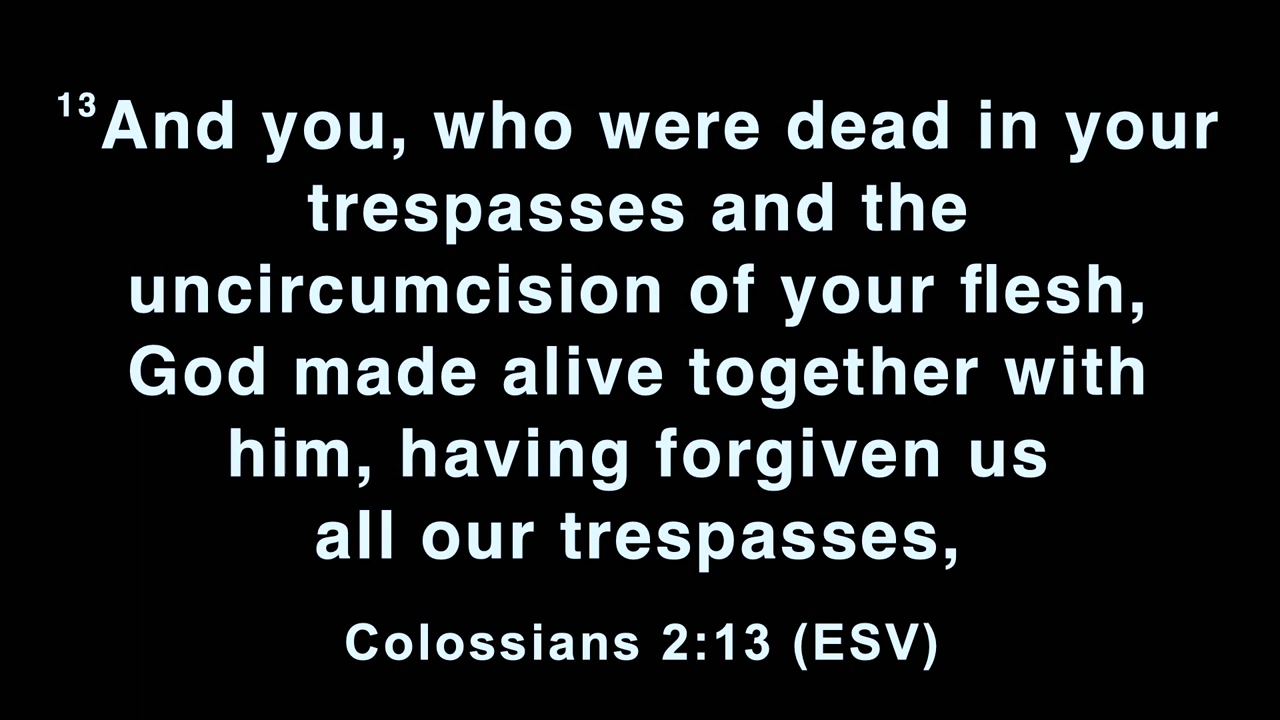 13And you, who were dead in your
trespasses and the
uncircumcision of your flesh,
God made alive together with
him, having forgiven us
all our trespasses,
Colossians 2:13 (ESV)